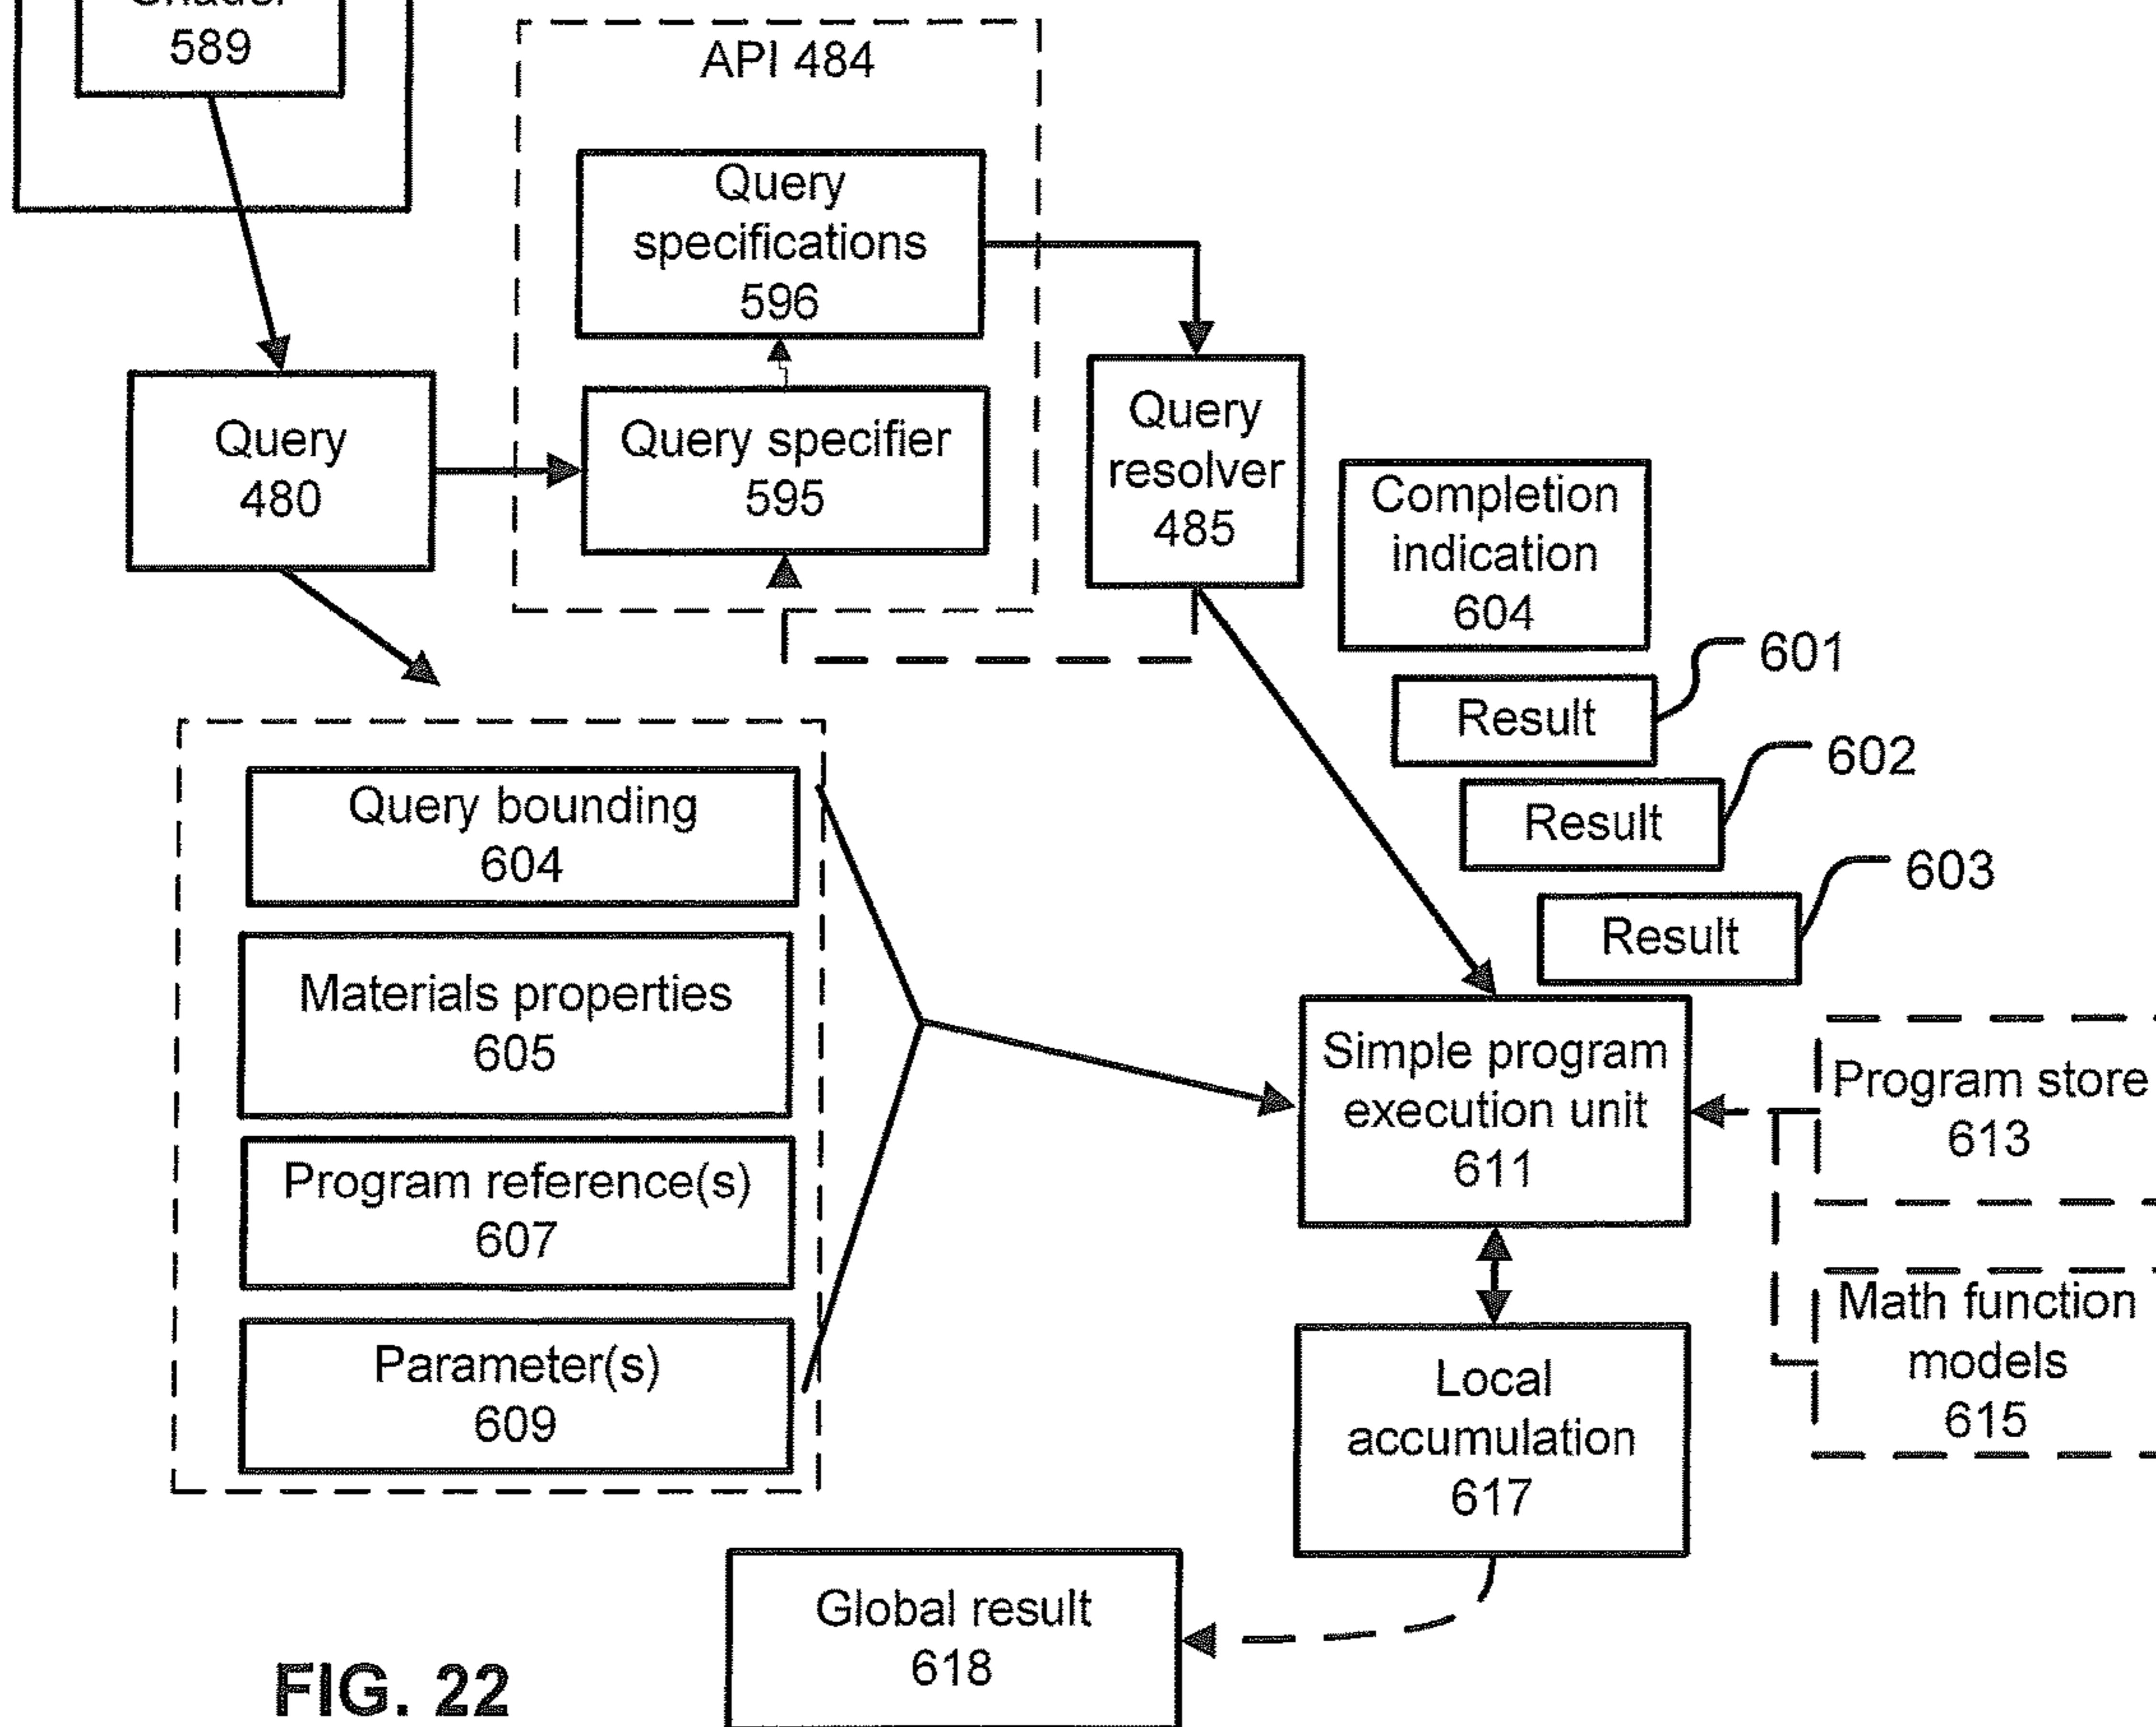 589
API 484
Query
specifications
596
Query
480
Query specifier
595
Query
resolver
485
Completion
indication
604
Result
601
Result
602
Result
603
Query bounding
604
Materials properties
605
Program reference(s)
607
Parameter(s)
609
Simple program
execution unit
611
Program store
613
Math function
models
615
Local
accumulation
617
Global result
618
FIG. 22